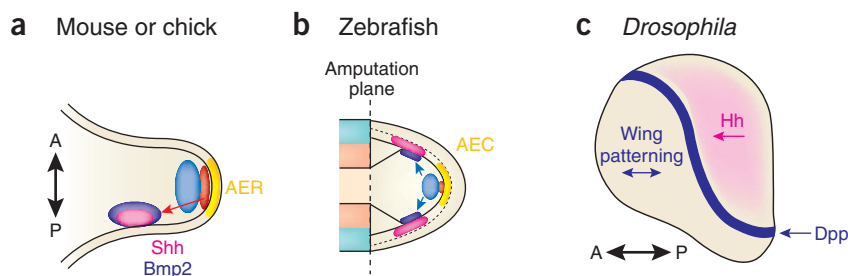 a Mouse or chick
A
P
AER
Shh
Bmp2
b Zebrafish
Amputation
plane
AEC
c Drosophila
Hh
Wing
patterning
Dpp
A
P